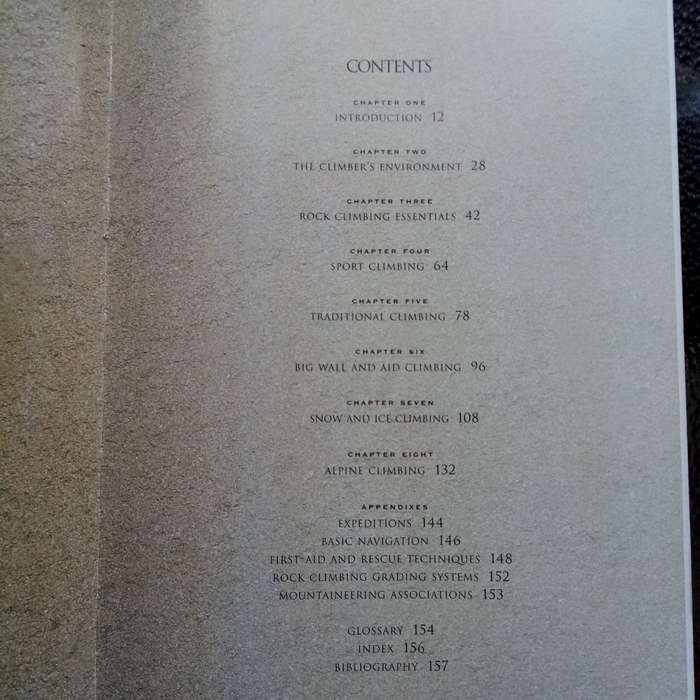 CONTENTS
CHAPTER ONE
INTRODUCTION 12
CHAPTER TWO
THE CLIMBER'S ENVIRONMENT 28
CHAPTER THREE
ROCK CLIMBING ESSENTIALS 42
CHAPTER FOUR
SPORT CLIMBING 64
CHAPTER FIVE
TRADITIONAL CLIMBING 78
CHAPTER SIX
BIG WALL AND AID CLIMBING 96
CHAPTER SEVEN
SNOW AND ICE CLIMBING 108
CHAPTER EIGHT
ALPINE CLIMBING 132
APPENDIXES
EXPEDITIONS 144
BASIC NAVIGATION 146
FIRST-AID AND RESCUE TECHNIQUES 148
ROCK CLIMBING GRADING SYSTEMS 152
MOUNTAINEERING ASSOCIATIONS 153
GLOSSARY 154
INDEX 156
BIBLIOGRAPHY 157